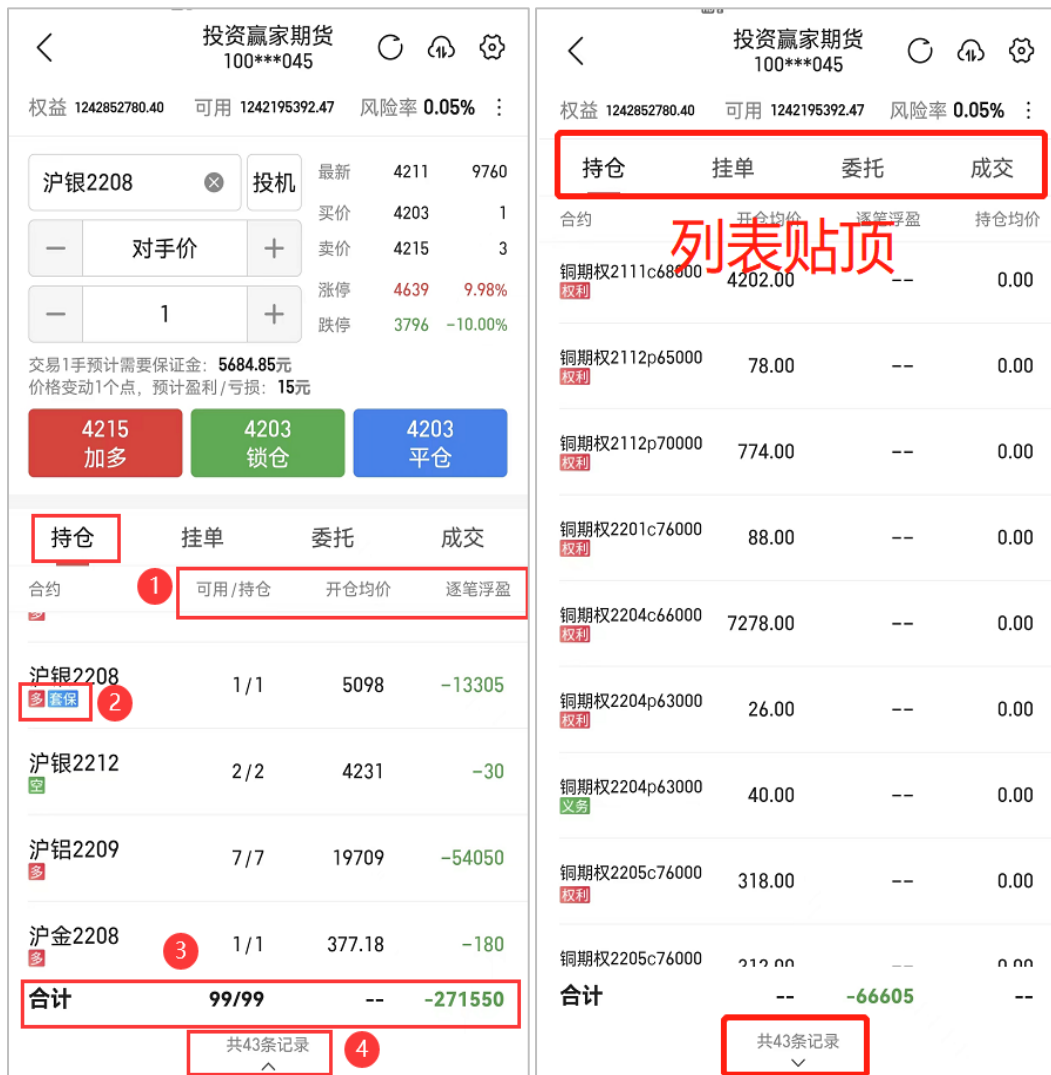 投资赢家期货
100***045
权益 1242852780.40 可用 1242195392.47 风险率 0.05%
沪银2208 投机 最新 4211 9760
买价 4203 1
对手价 卖价 4215 3
涨停 4639 9.98%
1 跌停 3796 -10.00%
交易1手预计需要保证金: 5684.85元
价格变动1个点, 预计盈利/亏损: 15元
4215 4203 4203
加多 锁仓 平仓
持仓 挂单 委托 成交
合约 1 可用/持仓 开仓均价 逐笔浮盈
多
沪银2208 1/1 5098 -13305
多 套保 2
沪银2212 2/2 4231 -30
空
沪铝2209 7/7 19709 -54050
多
沪金2208 3 1/1 377.18 -180
多
合计 99/99 -- -271550
共43条记录 4
投资赢家期货
100***045
权益 1242852780.40 可用 1242195392.47 风险率 0.05%
持仓 挂单 委托 成交
合约 开仓均价 逐笔浮盈 持仓均价
列表贴顶
铜期权2111c68000 4202.00 -- 0.00
权利
铜期权2112p65000 78.00 -- 0.00
权利
铜期权2112p70000 774.00 -- 0.00
权利
铜期权2201c76000 88.00 -- 0.00
权利
铜期权2204c66000 7278.00 -- 0.00
权利
铜期权2204p63000 26.00 -- 0.00
权利
铜期权2204p63000 40.00 -- 0.00
义务
铜期权2205c76000 318.00 -- 0.00
权利
铜期权2205c76000 312.00 -- 0.00
合计 -- -66605 --
共43条记录